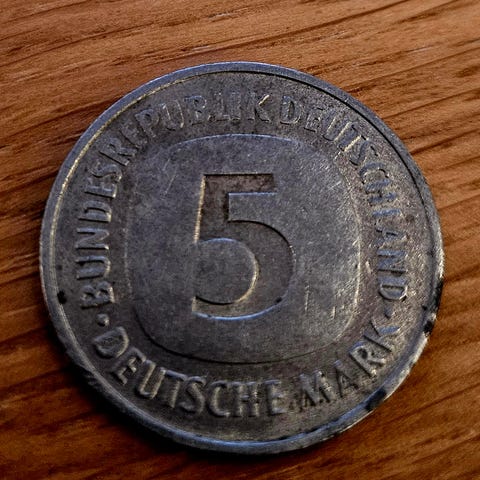 BUNDESREPUBLIK DEUTSCHLAND
5
· DEUTSCHE MARK ·